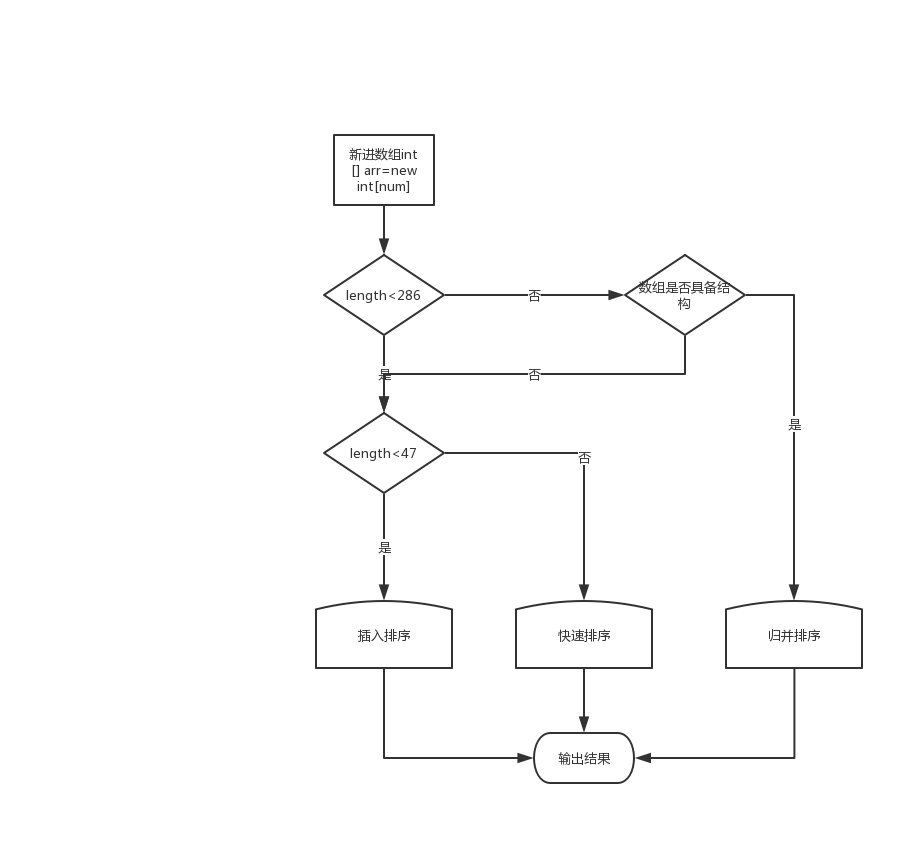 新进数组int
[] arr=new
int[num]
length<286
否
数组是否具备结
构
是
否
是
length<47
否
是
插入排序
快速排序
归并排序
输出结果